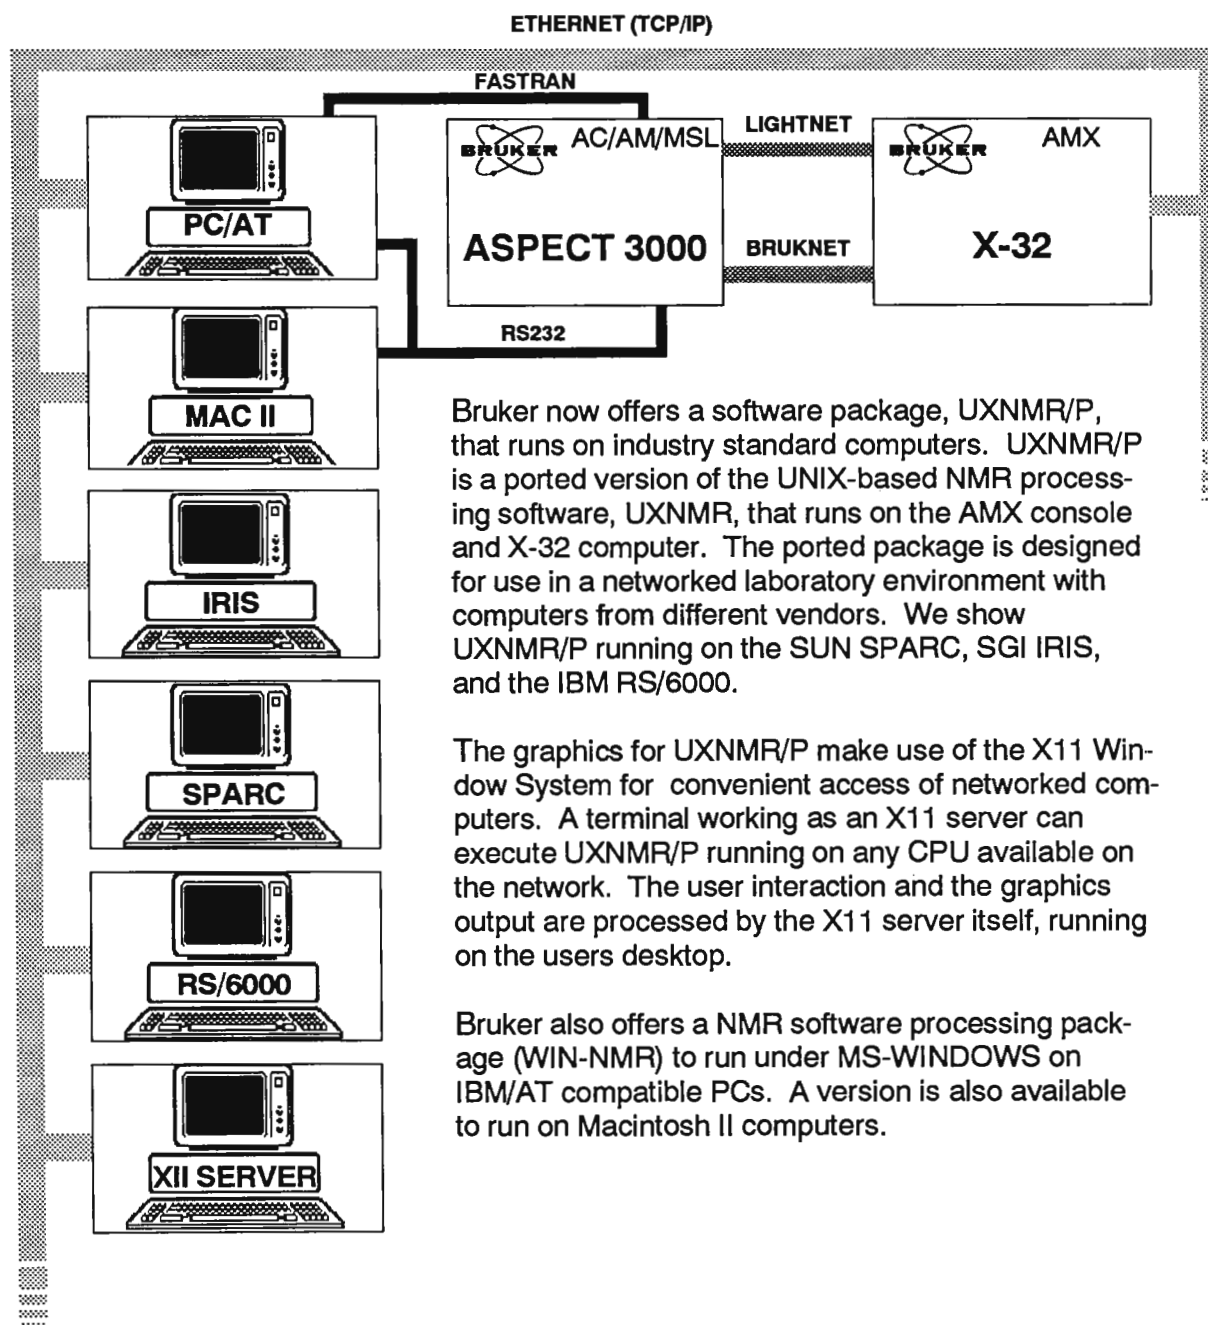 ETHERNET (TCP/IP)
FASTRAN
BRUKER
AC/AM/MSL
ASPECT 3000
LIGHTNET
BRUKNET
BRUKER
AMX
X-32
RS232
PC/AT
MAC II
IRIS
SPARC
RS/6000
XII SERVER
Bruker now offers a software package, UXNMR/P,
that runs on industry standard computers. UXNMR/P
is a ported version of the UNIX-based NMR process-
ing software, UXNMR, that runs on the AMX console
and X-32 computer. The ported package is designed
for use in a networked laboratory environment with
computers from different vendors. We show
UXNMR/P running on the SUN SPARC, SGI IRIS,
and the IBM RS/6000.
The graphics for UXNMR/P make use of the X11 Win-
dow System for convenient access of networked com-
puters. A terminal working as an X11 server can
execute UXNMR/P running on any CPU available on
the network. The user interaction and the graphics
output are processed by the X11 server itself, running
on the users desktop.
Bruker also offers a NMR software processing pack-
age (WIN-NMR) to run under MS-WINDOWS on
IBM/AT compatible PCs. A version is also available
to run on Macintosh II computers.